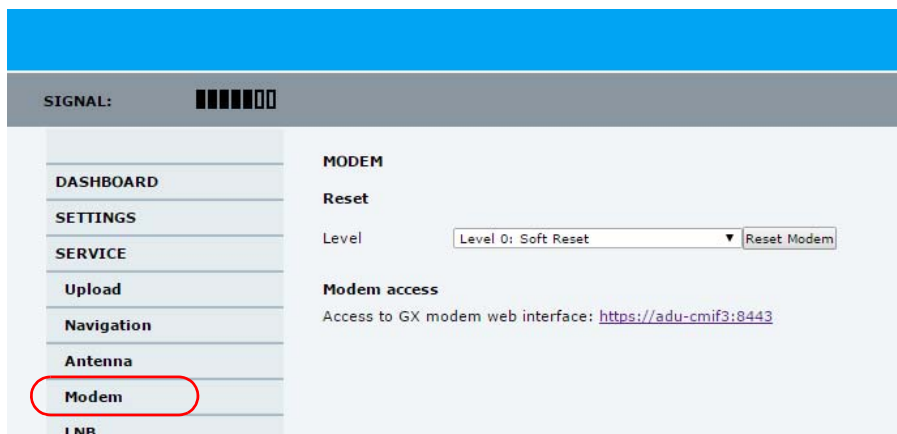 SIGNAL:
DASHBOARD
SETTINGS
SERVICE
Upload
Navigation
Antenna
Modem
LNB
MODEM
Reset
Level Level 0: Soft Reset Reset Modem
Modem access
Access to GX modem web interface: https://adu-cmif3:8443